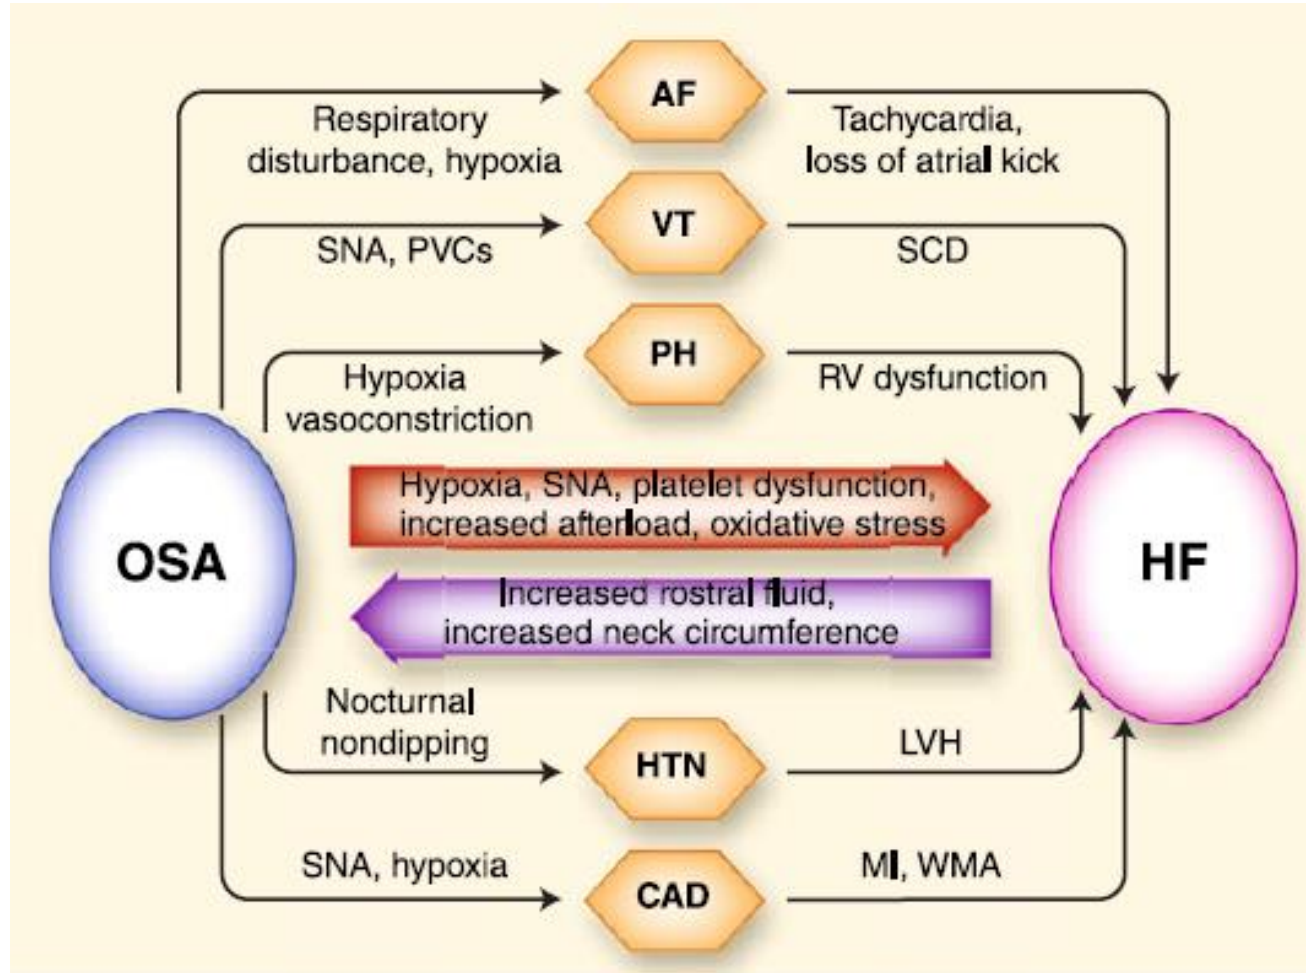 AF
Respiratory
disturbance, hypoxia
Tachycardia,
loss of atrial kick
VT
SNA, PVCs
SCD
PH
Hypoxia
vasoconstriction
RV dysfunction
Hypoxia, SNA, platelet dysfunction,
increased afterload, oxidative stress
OSA
HF
Increased rostral fluid,
increased neck circumference
Nocturnal
nondipping
HTN
LVH
SNA, hypoxia
CAD
MI, WMA